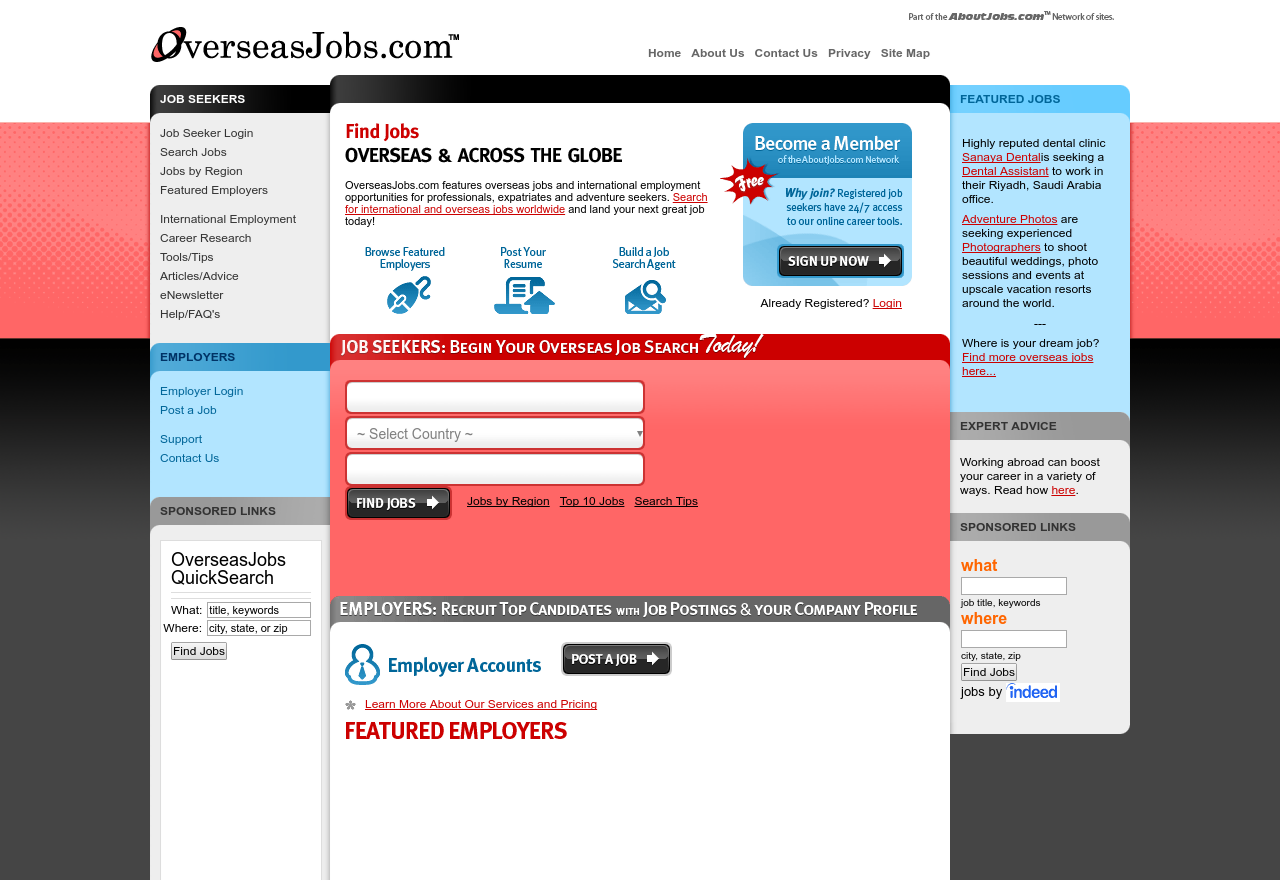 Part of the AboutJobs.com™ Network of sites.
OverseasJobs.com™
Home About Us Contact Us Privacy Site Map
JOB SEEKERS
Job Seeker Login
Search Jobs
Jobs by Region
Featured Employers
International Employment
Career Research
Tools/Tips
Articles/Advice
eNewsletter
Help/FAQ's
EMPLOYERS
Employer Login
Post a Job
Support
Contact Us
SPONSORED LINKS
OverseasJobs
QuickSearch
What: title, keywords
Where: city, state, or zip
Find Jobs
Find Jobs
OVERSEAS & ACROSS THE GLOBE
OverseasJobs.com features overseas jobs and international employment
opportunities for professionals, expatriates and adventure seekers. Search
for international and overseas jobs worldwide and land your next great job
today!
Browse Featured
Employers
Post Your
Resume
Build a Job
Search Agent
Become a Member
of the AboutJobs.com Network
Free
Why join? Registered job
seekers have 24/7 access
to our online career tools.
SIGN UP NOW
Already Registered? Login
JOB SEEKERS: BEGIN YOUR OVERSEAS JOB SEARCH Today!
~ Select Country ~
FIND JOBS
Jobs by Region Top 10 Jobs Search Tips
EMPLOYERS: RECRUIT TOP CANDIDATES WITH JOB POSTINGS & YOUR COMPANY PROFILE
Employer Accounts
POST A JOB
Learn More About Our Services and Pricing
FEATURED EMPLOYERS
FEATURED JOBS
Highly reputed dental clinic
Sanaya Dentalis seeking a
Dental Assistant to work in
their Riyadh, Saudi Arabia
office.
Adventure Photos are
seeking experienced
Photographers to shoot
beautiful weddings, photo
sessions and events at
upscale vacation resorts
around the world.
---
Where is your dream job?
Find more overseas jobs
here...
EXPERT ADVICE
Working abroad can boost
your career in a variety of
ways. Read how here.
SPONSORED LINKS
what
job title, keywords
where
city, state, zip
Find Jobs
jobs by indeed